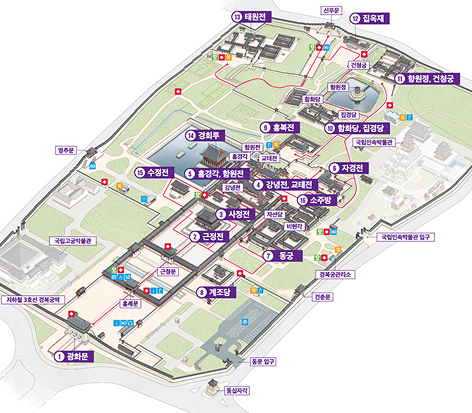 신무문
⑬ 태원전
⑫ 집옥재
건청궁
⑪ 향원정, 건청궁
향원정
함화당
집경당
⑨ 흥복전
⑩ 함화당, 집경당
⑭ 경회루
국립민속박물관
영추문
함원전
흥경각
교태전
⑮ 수정전
⑤ 흥경각, 함원전
④ 강녕전, 교태전
⑧ 자경전
강녕전
⑯ 소주방
③ 사정전
자선당
비현각
② 근정전
국립고궁박물관
국립민속박물관 입구
⑦ 동궁
근정문
경복궁관리소
지하철 3호선 경복궁역
흥례문
⑥ 계조당
건춘문
① 광화문
동문 입구
동십자각